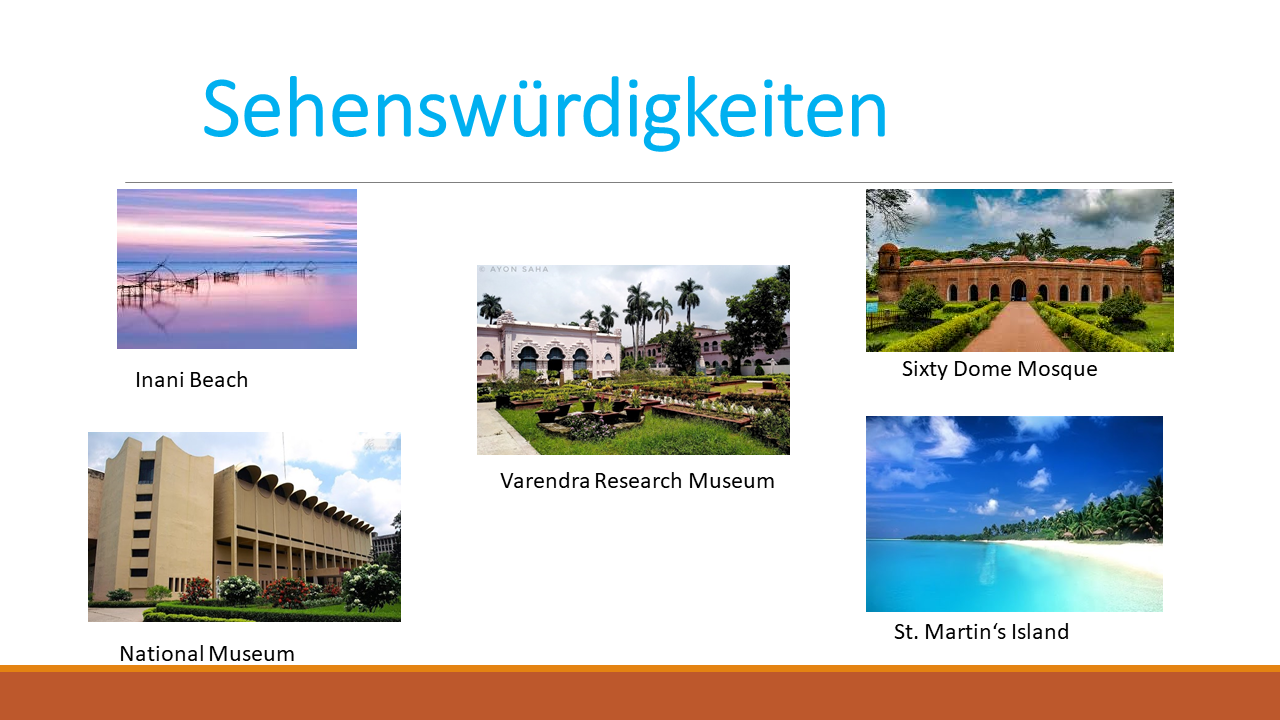 Sehenswürdigkeiten
Inani Beach
© AYON SAHA
Varendra Research Museum
Sixty Dome Mosque
National Museum
St. Martin‘s Island